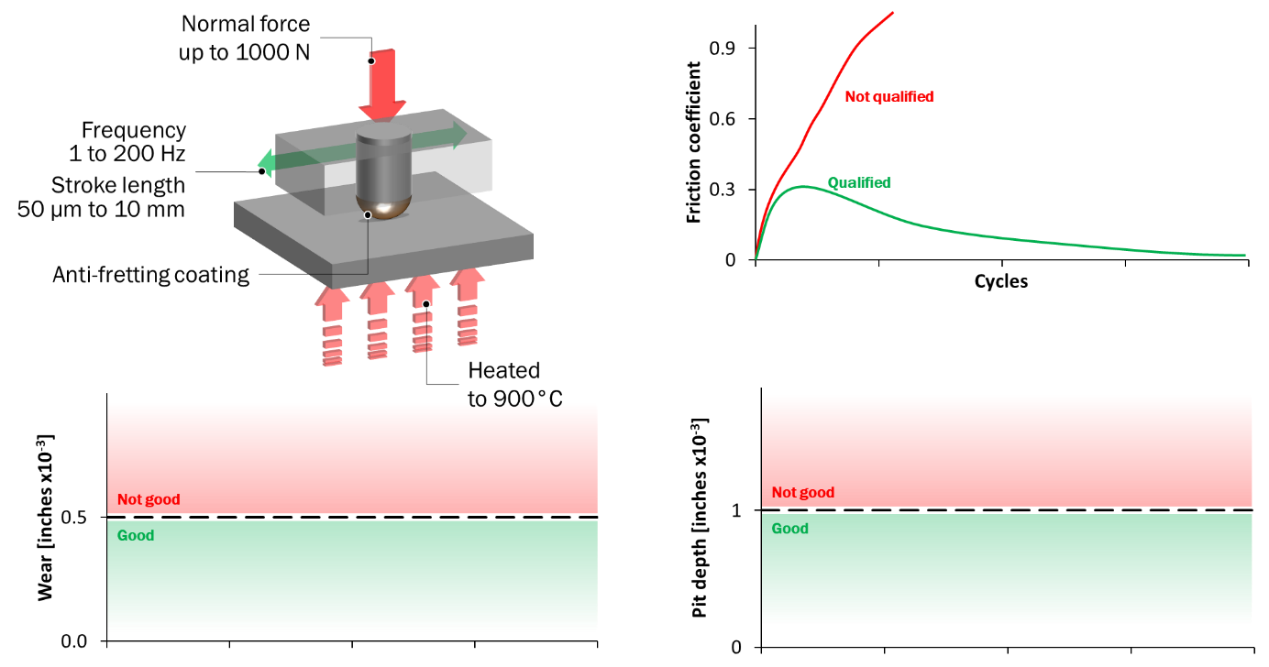 Normal force
up to 1000 N
Frequency
1 to 200 Hz
Stroke length
50 µm to 10 mm
Anti-fretting coating
Heated
to 900°C
Friction coefficient
0.9
0.6
0.3
0
Not qualified
Qualified
Cycles
Wear [inches x10⁻³]
0.5
0.0
Not good
Good
Pit depth [inches x10⁻³]
1
0
Not good
Good